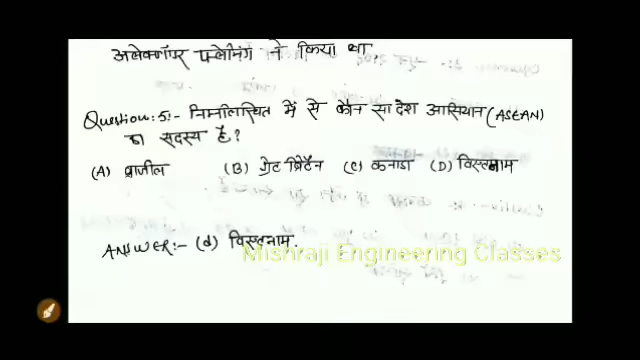 अलेक्जेंडर फ्लेमिंग ने किया था
Question:5:- निम्नलिखित में से कौन सा देश आसियान (ASEAN)
का सदस्य है?
(A) ब्राजील (B) ग्रेट ब्रिटेन (C) कनाडा (D) वियतनाम
ANSWER:- (d) वियतनाम.
Mishraji Engineering Classes